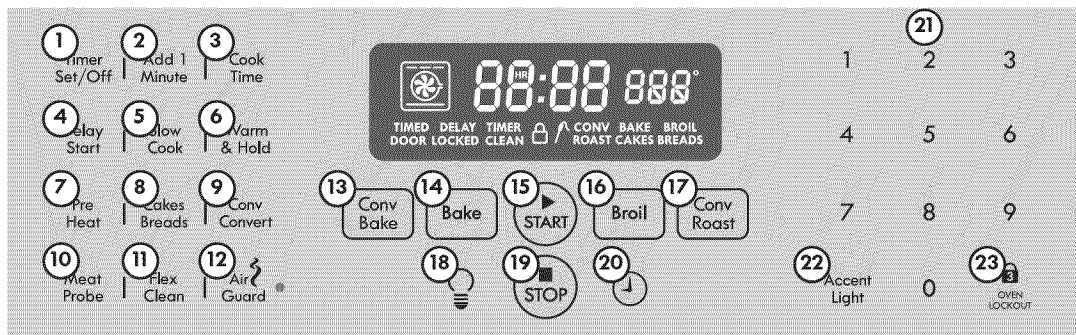 1 2 3 21
Timer Add 1 Cook
Set/Off Minute Time
88:88 888°
HR
1 2 3
4 5 6
Delay Slow Warm
Start Cook & Hold
TIMED DELAY TIMER CONV BAKE BROIL
DOOR LOCKED CLEAN ROAST CAKES BREADS
4 5 6
7 8 9
Pre Cakes Conv
Heat Breads Convert
13 14 15 16 17
Conv Bake START Broil Conv
Bake Roast
7 8 9
10 11 12
Meat Flex Air
Probe Clean Guard
18 19 20
STOP
22 23
Accent
Light
0
3
OVEN
LOCKOUT